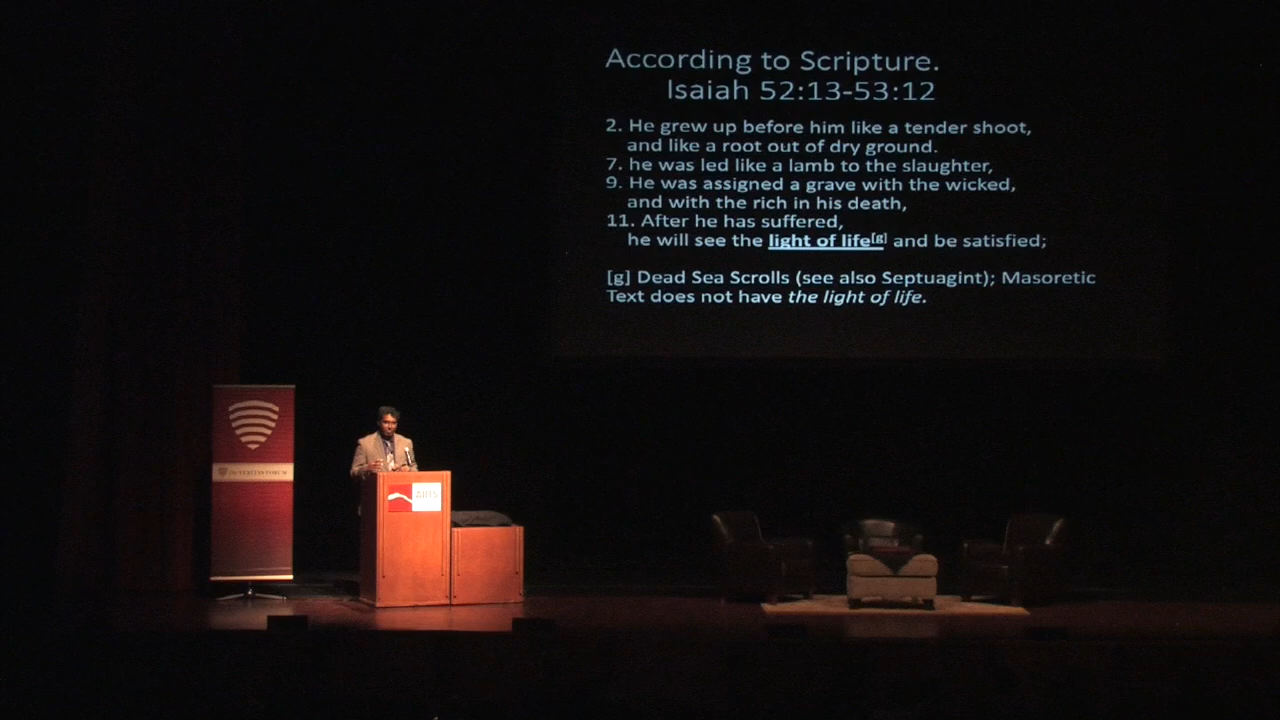 According to Scripture.
Isaiah 52:13-53:12
2. He grew up before him like a tender shoot,
and like a root out of dry ground.
7. he was led like a lamb to the slaughter,
9. He was assigned a grave with the wicked,
and with the rich in his death,
11. After he has suffered,
he will see the light of life[g] and be satisfied;
[g] Dead Sea Scrolls (see also Septuagint); Masoretic
Text does not have the light of life.
THE VERITAS FORUM
ARTS